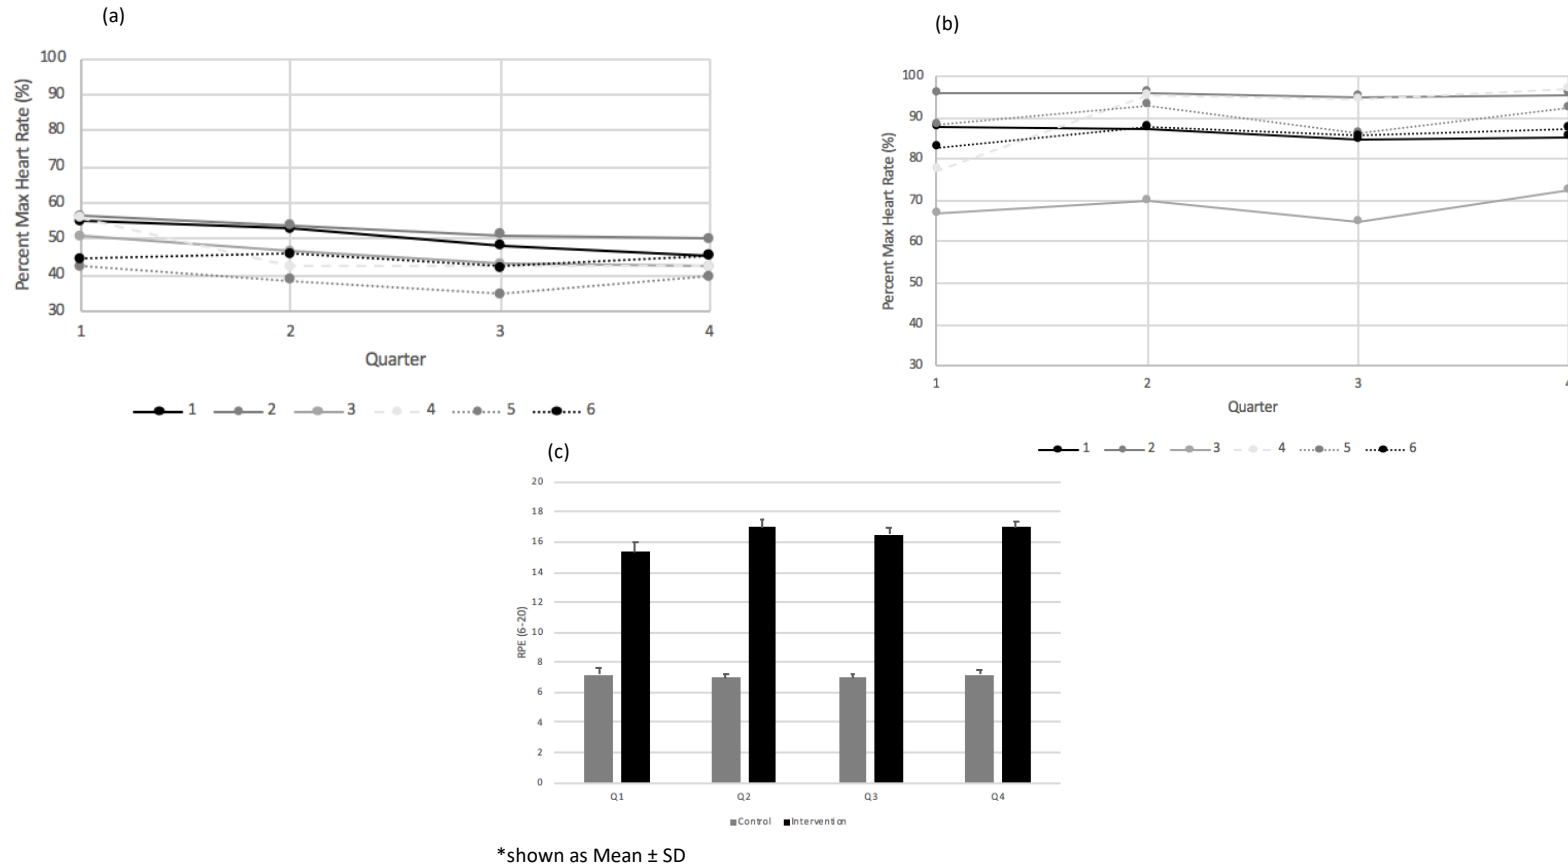 (a)
Percent Max Heart Rate (%)
100
90
80
70
60
50
40
30
1 2 3 4
Quarter
1 2 3 4 5 6
(b)
Percent Max Heart Rate (%)
100
90
80
70
60
50
40
30
1 2 3 4
Quarter
1 2 3 4 5 6
(c)
RPE (6-20)
20
18
16
14
12
10
8
6
4
2
0
Q1 Q2 Q3 Q4
Control Intervention
*shown as Mean ± SD